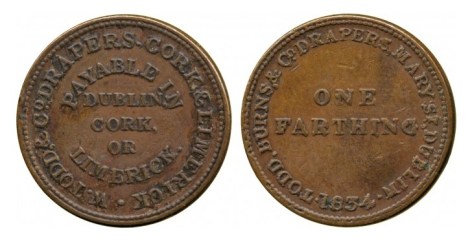 W. TODD & Co. DRAPERS. CORK & LIMERICK
PAYABLE IN
DUBLIN
CORK.
OR
LIMERICK.
TODD, BURNS & Co. DRAPERS, MARY St. DUBLIN.
ONE
FARTHING.
1834